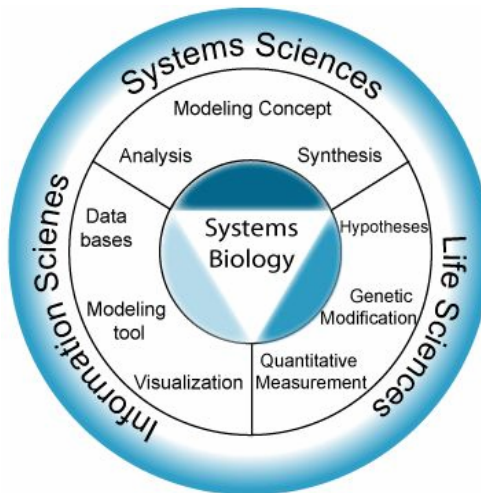 Systems Sciences
Modeling Concept
Analysis
Synthesis
Data
bases
Modeling
tool
Visualization
Systems
Biology
Hypotheses
Genetic
Modification
Quantitative
Measurement
Information Scienes
Life Sciences